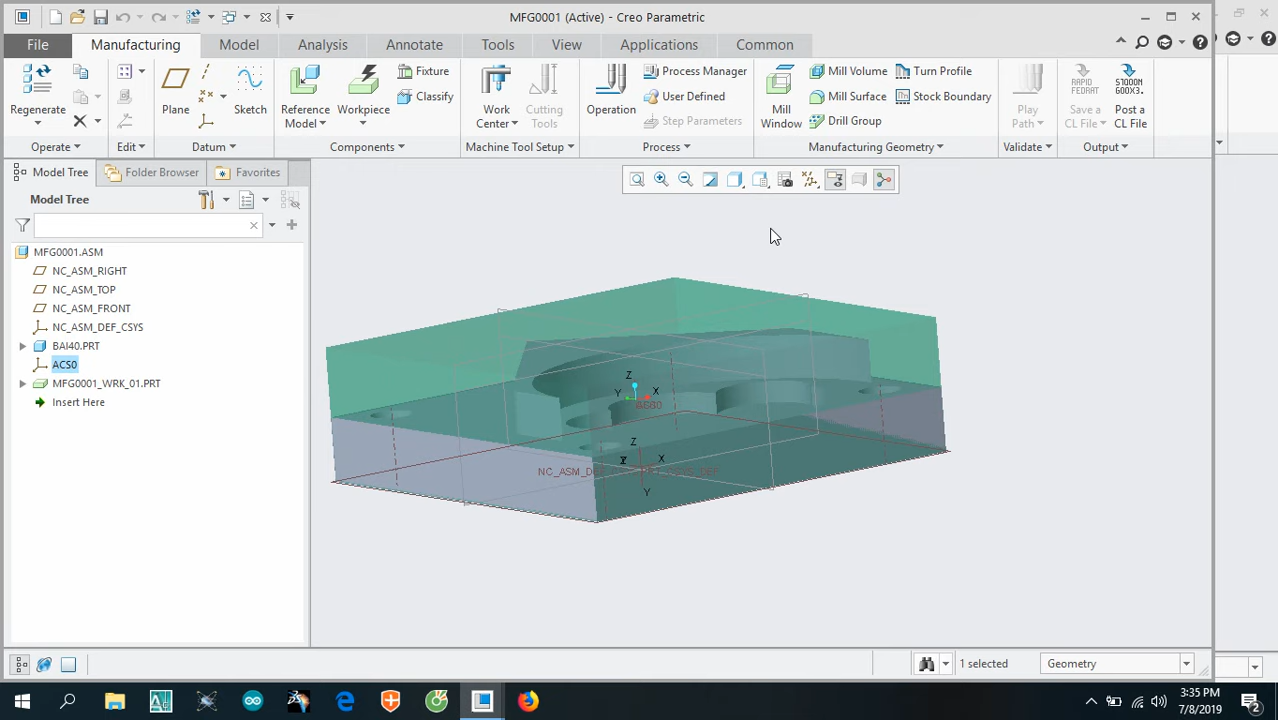 MFG0001 (Active) - Creo Parametric
File
Manufacturing
Model
Analysis
Annotate
Tools
View
Applications
Common
Regenerate
Operate
Edit
Plane
Sketch
Datum
Reference
Model
Workpiece
Fixture
Classify
Components
Work
Center
Cutting
Tools
Machine Tool Setup
Operation
Process Manager
User Defined
Step Parameters
Process
Mill
Window
Mill Volume
Mill Surface
Drill Group
Turn Profile
Stock Boundary
Manufacturing Geometry
Play
Path
Validate
RAPID
FEDRAT
Save a
CL File
Post a
CL File
Output
Model Tree
Folder Browser
Favorites
Model Tree
MFG0001.ASM
NC_ASM_RIGHT
NC_ASM_TOP
NC_ASM_FRONT
NC_ASM_DEF_CSYS
BAI40.PRT
ACS0
MFG0001_WRK_01.PRT
Insert Here
Z
Y
X
Z
X
Y
1 selected
Geometry
3:35 PM
7/8/2019
2